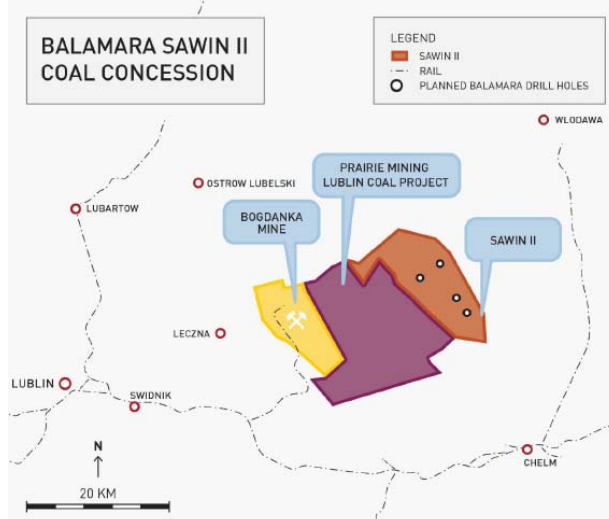 BALAMARA SAWIN II
COAL CONCESSION
LEGEND
SAWIN II
RAIL
PLANNED BALAMARA DRILL HOLES
WLODAWA
OSTROW LUBELSKI
PRAIRIE MINING
LUBLIN COAL PROJECT
LUBARTOW
BOGDANKA
MINE
SAWIN II
LECZNA
LUBLIN
SWIDNIK
CHELM
N
20 KM